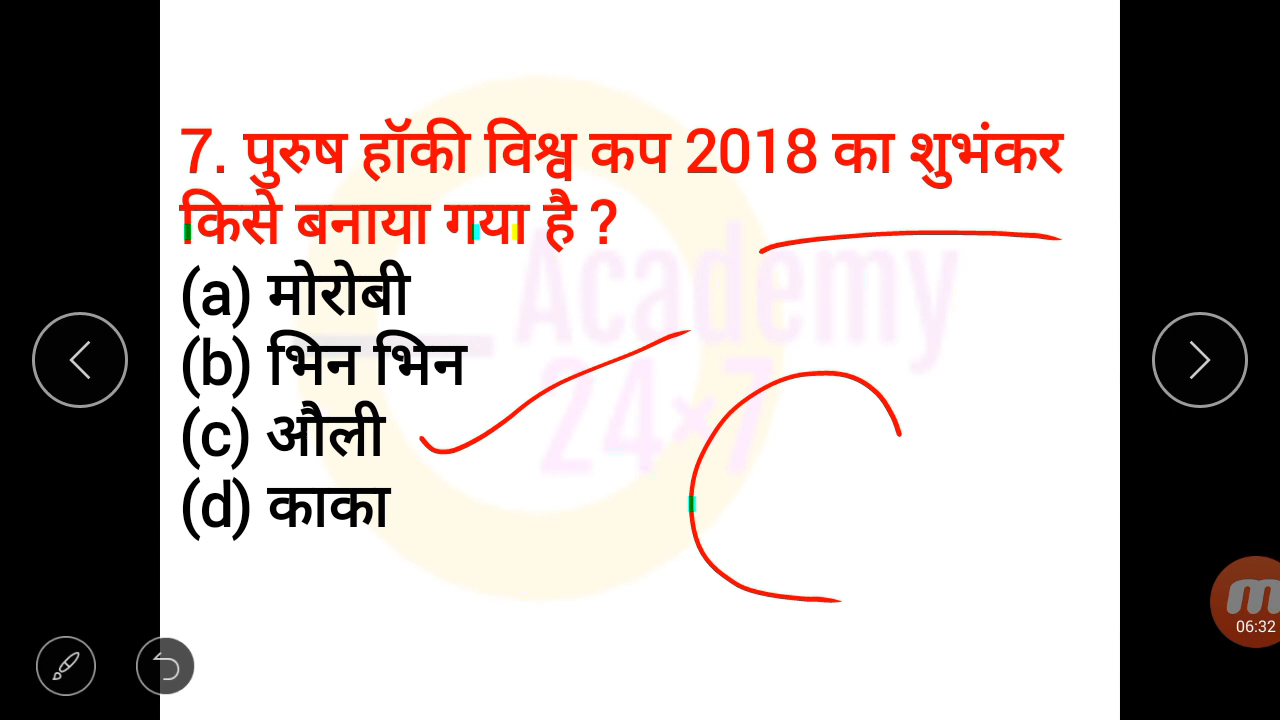 7. पुरुष हॉकी विश्व कप 2018 का शुभंकर
किसे बनाया गया है ?
(a) मोरोबी
(b) भिन भिन
(c) औली
(d) काका
Academy
24×7
06:32